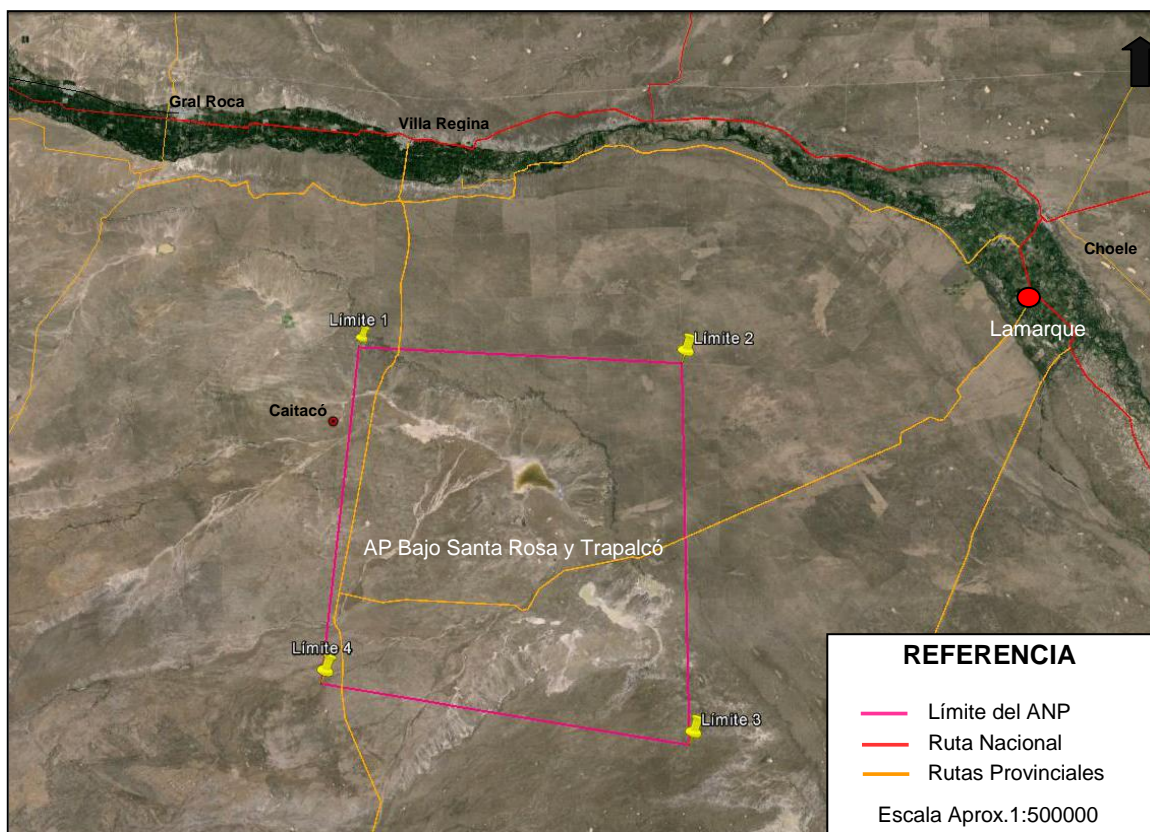 Gral Roca
Villa Regina
Choele
Límite 1
Límite 2
Lamarque
Caitacó
AP Bajo Santa Rosa y Trapalcó
Límite 4
Límite 3
REFERENCIA
Límite del ANP
Ruta Nacional
Rutas Provinciales
Escala Aprox.1:500000